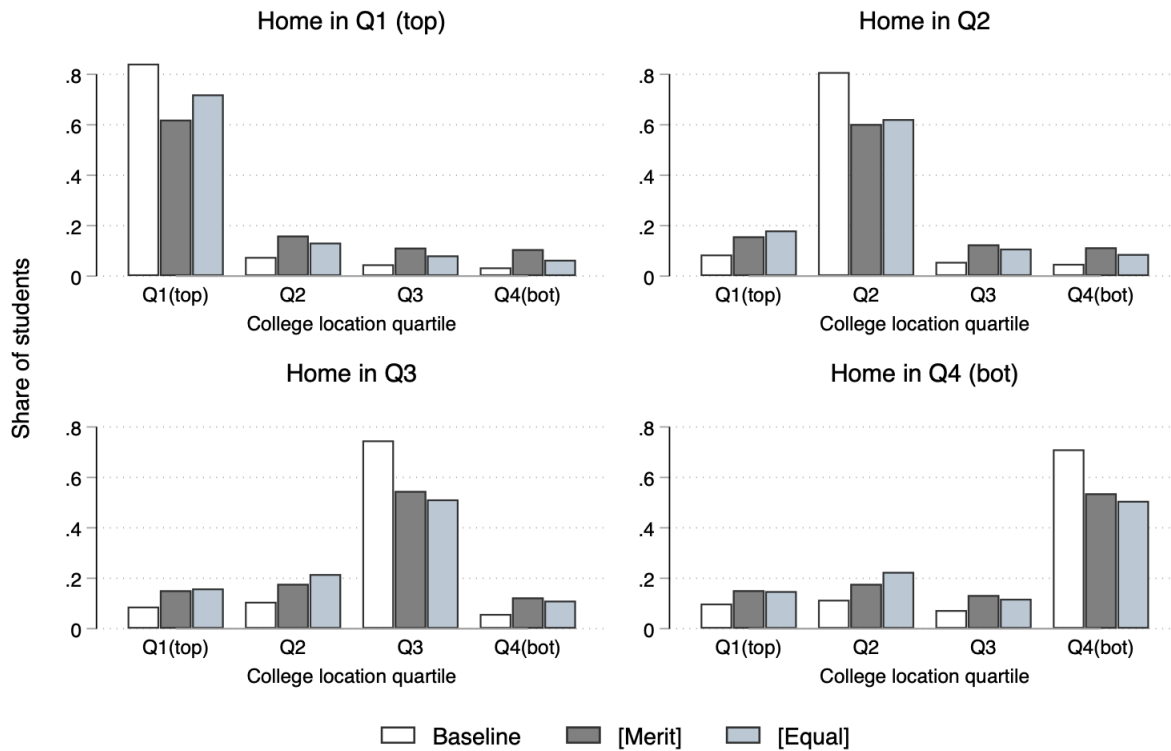 Share of students
Home in Q1 (top)
.8
.6
.4
.2
0
Q1(top) Q2 Q3 Q4(bot)
College location quartile
Home in Q2
.8
.6
.4
.2
0
Q1(top) Q2 Q3 Q4(bot)
College location quartile
Home in Q3
.8
.6
.4
.2
0
Q1(top) Q2 Q3 Q4(bot)
College location quartile
Home in Q4 (bot)
.8
.6
.4
.2
0
Q1(top) Q2 Q3 Q4(bot)
College location quartile
Baseline [Merit] [Equal]